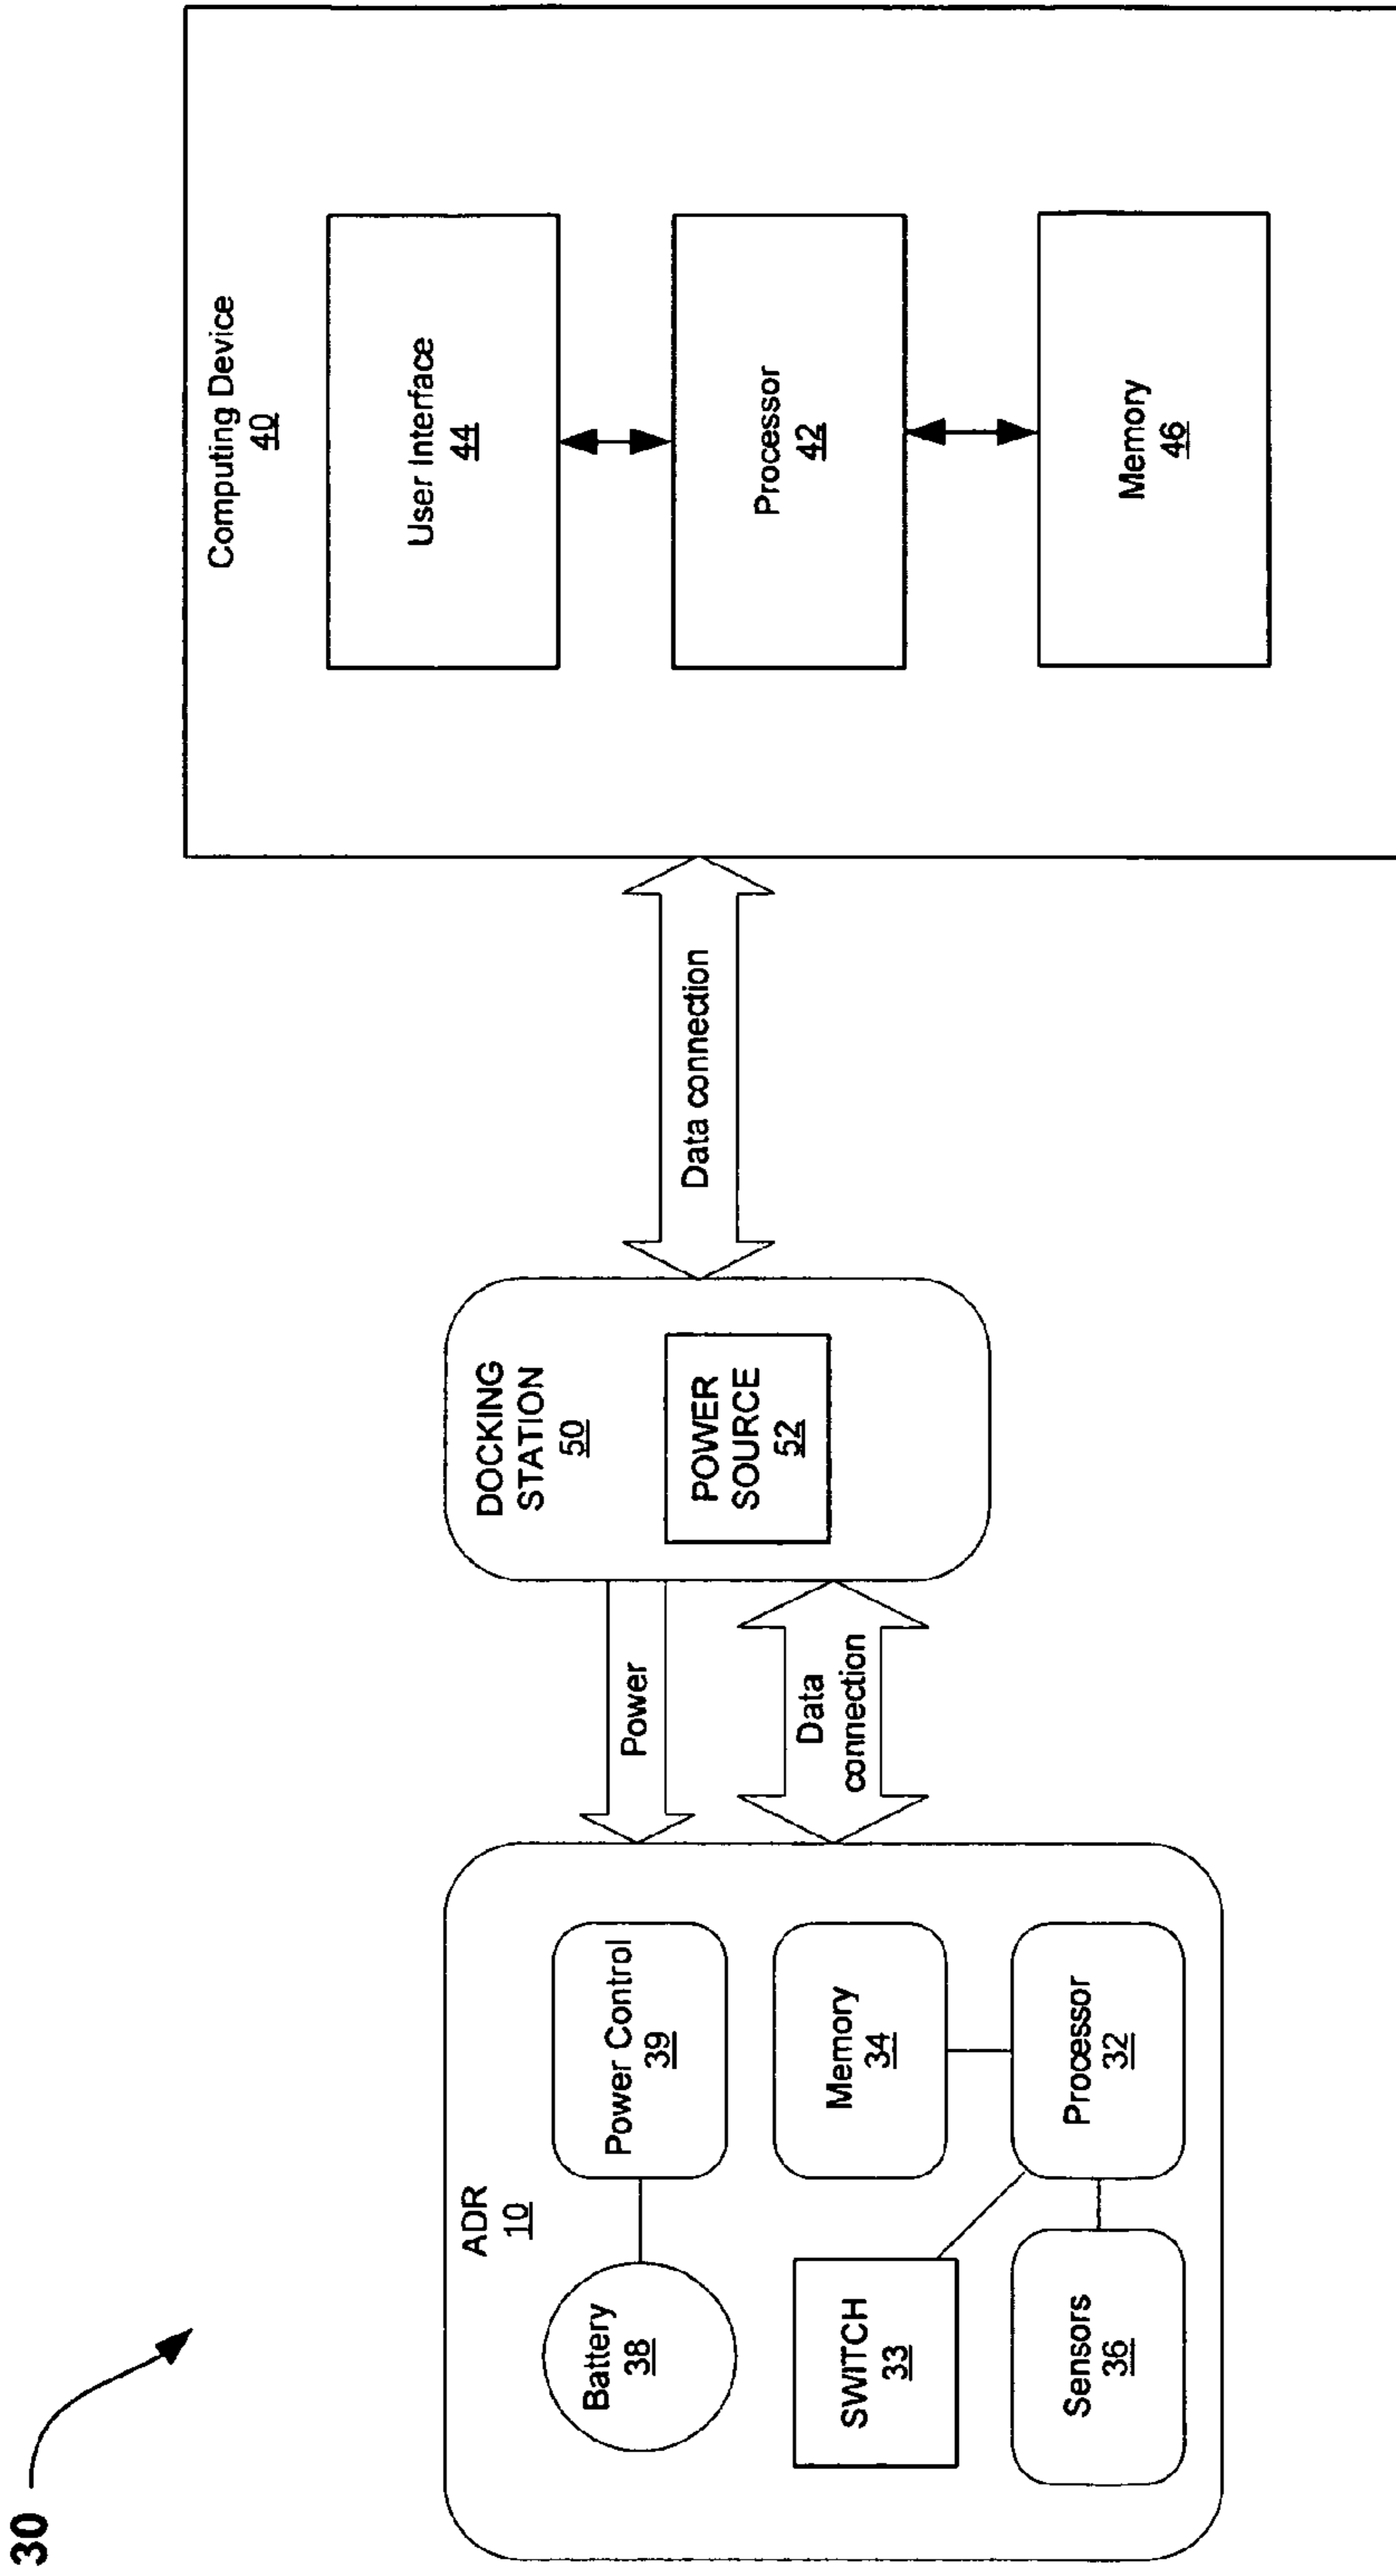 30
ADR
10
Battery
38
Power Control
39
SWITCH
33
Memory
34
Sensors
36
Processor
32
Power
Data
connection
DOCKING
STATION
50
POWER
SOURCE
52
Data connection
Computing Device
40
User Interface
44
Processor
42
Memory
46